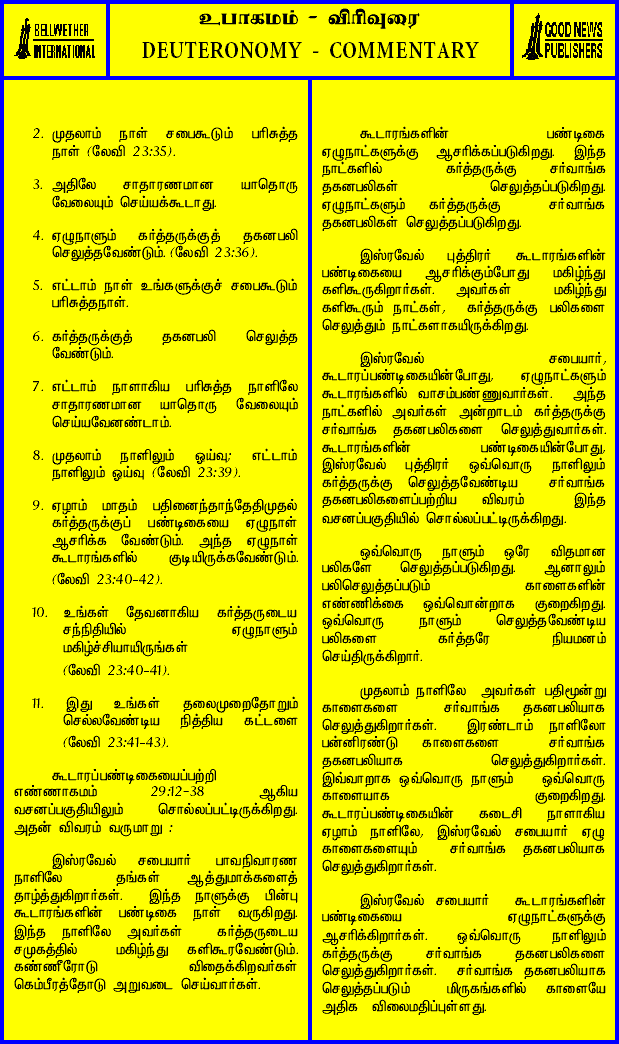 BELLWETHER
INTERNATIONAL
உபாகமம் - விரிவுரை
DEUTERONOMY - COMMENTARY
GOOD NEWS
PUBLISHERS
2. முதலாம் நாள் சபைகூடும் பரிசுத்த
நாள் (லேவி 23:35).
3. அதிலே சாதாரணமான யாதொரு
வேலையும் செய்யக்கூடாது.
4. ஏழுநாளும் கர்த்தருக்குத் தகனபலி
செலுத்தவேண்டும். (லேவி 23:36).
5. எட்டாம் நாள் உங்களுக்குச் சபைகூடும்
பரிசுத்தநாள்.
6. கர்த்தருக்குத் தகனபலி செலுத்த
வேண்டும்.
7. எட்டாம் நாளாகிய பரிசுத்த நாளிலே
சாதாரணமான யாதொரு வேலையும்
செய்யவேனண்டாம்.
8. முதலாம் நாளிலும் ஓய்வு; எட்டாம்
நாளிலும் ஓய்வு (லேவி 23:39).
9. ஏழாம் மாதம் பதினைந்தாந்தேதிமுதல்
கர்த்தருக்குப் பண்டிகையை ஏழுநாள்
ஆசரிக்க வேண்டும். அந்த ஏழுநாள்
கூடாரங்களில் குடியிருக்கவேண்டும்.
(லேவி 23:40-42).
10. உங்கள் தேவனாகிய கர்த்தருடைய
சந்நிதியில் ஏழுநாளும்
மகிழ்ச்சியாயிருங்கள்
(லேவி 23:40-41).
11. இது உங்கள் தலைமுறைதோறும்
செல்லவேண்டிய நித்திய கட்டளை
(லேவி 23:41-43).
கூடாரப்பண்டிகையைப்பற்றி
எண்ணாகமம் 29:12-38 ஆகிய
வசனப்பகுதியிலும் சொல்லப்பட்டிருக்கிறது.
அதன் விவரம் வருமாறு :
இஸ்ரவேல் சபையார் பாவநிவாரண
நாளிலே தங்கள் ஆத்துமாக்களைத்
தாழ்த்துகிறார்கள். இந்த நாளுக்கு பின்பு
கூடாரங்களின் பண்டிகை நாள் வருகிறது.
இந்த நாளிலே அவர்கள் கர்த்தருடைய
சமுகத்தில் மகிழ்ந்து களிகூரவேண்டும்.
கண்ணீரோடு விதைக்கிறவர்கள்
கெம்பீரத்தோடு அறுவடை செய்வார்கள்.
கூடாரங்களின் பண்டிகை
ஏழுநாட்களுக்கு ஆசரிக்கப்படுகிறது. இந்த
நாட்களில் கர்த்தருக்கு சர்வாங்க
தகனபலிகள் செலுத்தப்படுகிறது.
ஏழுநாட்களும் கர்த்தருக்கு சர்வாங்க
தகனபலிகள் செலுத்தப்படுகிறது.
இஸ்ரவேல் புத்திரர் கூடாரங்களின்
பண்டிகையை ஆசரிக்கும்போது மகிழ்ந்து
களிகூருகிறார்கள். அவர்கள் மகிழ்ந்து
களிகூரும் நாட்கள், கர்த்தருக்கு பலிகளை
செலுத்தும் நாட்களாகயிருக்கிறது.
இஸ்ரவேல் சபையார்,
கூடாரப்பண்டிகையின்போது, ஏழுநாட்களும்
கூடாரங்களில் வாசம்பண்ணுவார்கள். அந்த
நாட்களில் அவர்கள் அன்றாடம் கர்த்தருக்கு
சர்வாங்க தகனபலிகளை செலுத்துவார்கள்.
கூடாரங்களின் பண்டிகையின்போது,
இஸ்ரவேல் புத்திரர் ஒவ்வொரு நாளிலும்
கர்த்தருக்கு செலுத்தவேண்டிய சர்வாங்க
தகனபலிகளைப்பற்றிய விவரம் இந்த
வசனப்பகுதியில் சொல்லப்பட்டிருக்கிறது.
ஒவ்வொரு நாளும் ஒரே விதமான
பலிகளே செலுத்தப்படுகிறது. ஆனாலும்
பலிசெலுத்தப்படும் காளைகளின்
எண்ணிக்கை ஒவ்வொன்றாக குறைகிறது.
ஒவ்வொரு நாளும் செலுத்தவேண்டிய
பலிகளை கர்த்தரே நியமனம்
செய்திருக்கிறார்.
முதலாம் நாளிலே அவர்கள் பதிமூன்று
காளைகளை சர்வாங்க தகனபலியாக
செலுத்துகிறார்கள். இரண்டாம் நாளிலோ
பன்னிரண்டு காளைகளை சர்வாங்க
தகனபலியாக செலுத்துகிறார்கள்.
இவ்வாறாக ஒவ்வொரு நாளும் ஒவ்வொரு
காளையாக குறைகிறது.
கூடாரப்பண்டிகையின் கடைசி நாளாகிய
ஏழாம் நாளிலே, இஸ்ரவேல் சபையார் ஏழு
காளைகளையும் சர்வாங்க தகனபலியாக
செலுத்துகிறார்கள்.
இஸ்ரவேல் சபையார் கூடாரங்களின்
பண்டிகையை ஏழுநாட்களுக்கு
ஆசரிக்கிறார்கள். ஒவ்வொரு நாளிலும்
கர்த்தருக்கு சர்வாங்க தகனபலிகளை
செலுத்துகிறார்கள். சர்வாங்க தகனபலியாக
செலுத்தப்படும் மிருகங்களில் காளையே
அதிக விலைமதிப்புள்ளது.